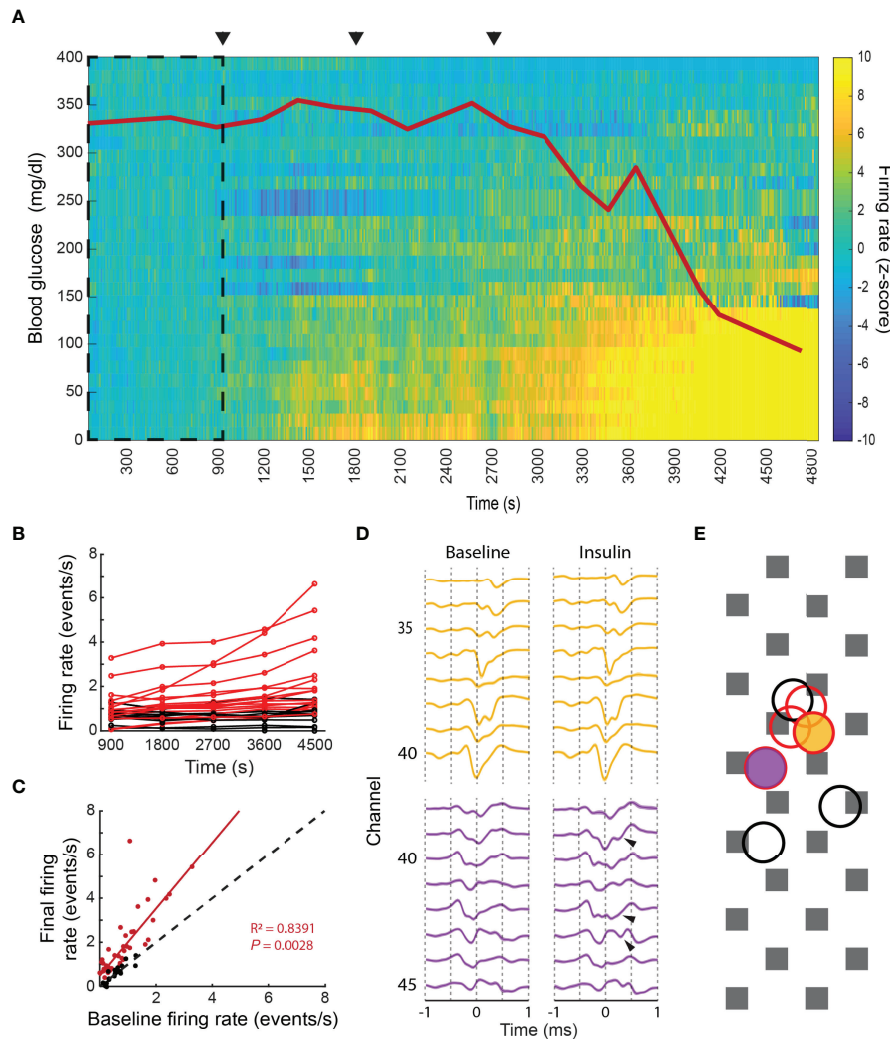 A
Blood glucose (mg/dl)
400
350
300
250
200
150
100
50
0
300
600
900
1200
1500
1800
2100
2400
2700
3000
3300
3600
3900
4200
4500
4800
Time (s)
10
8
6
4
2
0
-2
-4
-6
-8
-10
Firing rate (z-score)
B
Firing rate (events/s)
8
6
4
2
0
900 1800 2700 3600 4500
Time (s)
C
Final firing
rate (events/s)
8
6
4
2
0
R² = 0.8391
P = 0.0028
2 4 6 8
Baseline firing rate (events/s)
D
Baseline Insulin
Channel
35
40
40
45
-1 0 1 -1 0 1
Time (ms)
E